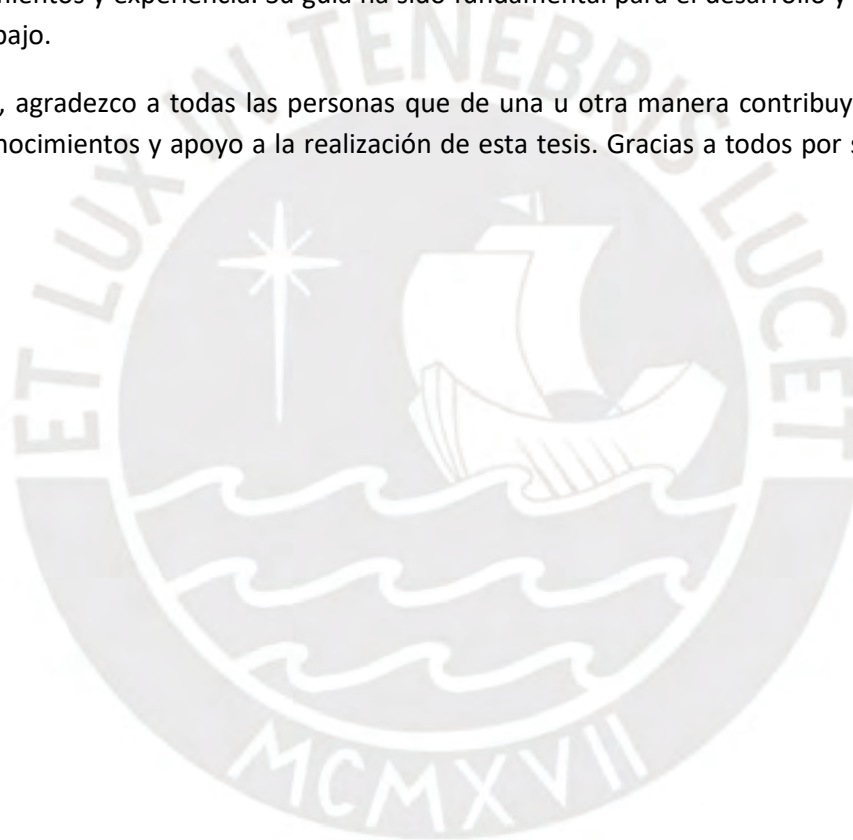 mientos y experiencia. Su guía ha sido fundamental para el desarrollo y
bajo.
, agradezco a todas las personas que de una u otra manera contribuy
nocimientos y apoyo a la realización de esta tesis. Gracias a todos por s
ET LUX IN TENEBRIS LUCET
MCMXVII